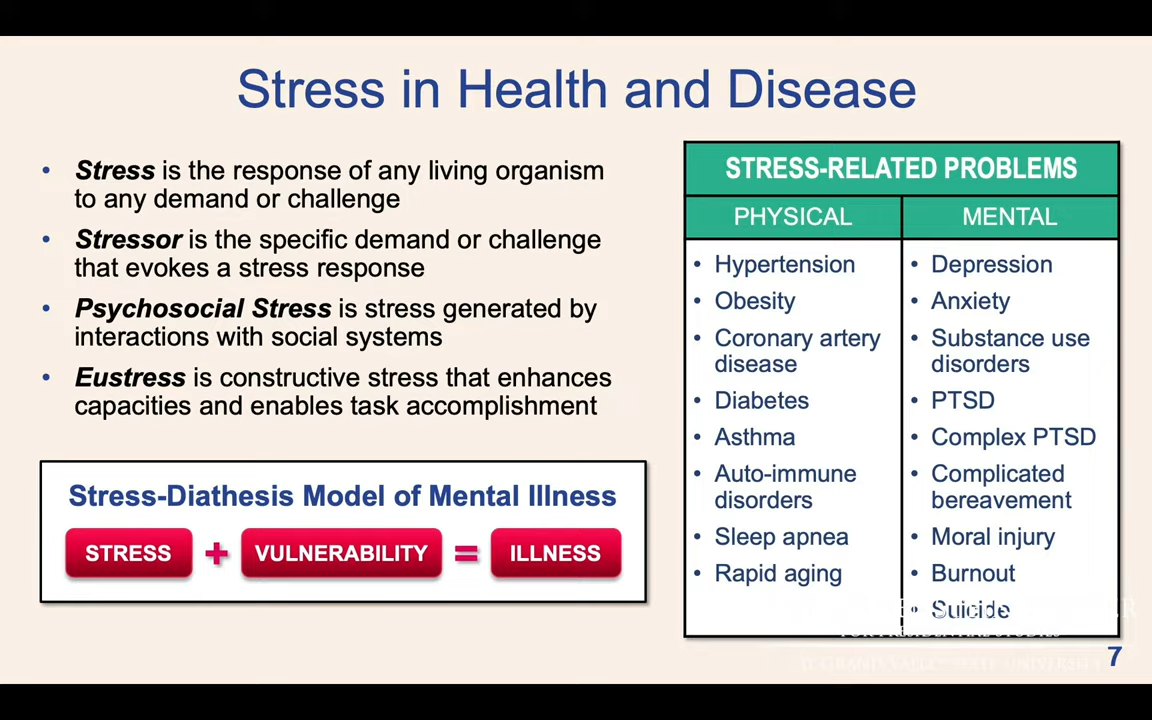 Stress in Health and Disease
• Stress is the response of any living organism
to any demand or challenge
• Stressor is the specific demand or challenge
that evokes a stress response
• Psychosocial Stress is stress generated by
interactions with social systems
• Eustress is constructive stress that enhances
capacities and enables task accomplishment
Stress-Diathesis Model of Mental Illness
STRESS + VULNERABILITY = ILLNESS
STRESS-RELATED PROBLEMS
PHYSICAL
• Hypertension
• Obesity
• Coronary artery
disease
• Diabetes
• Asthma
• Auto-immune
disorders
• Sleep apnea
• Rapid aging
MENTAL
• Depression
• Anxiety
• Substance use
disorders
• PTSD
• Complex PTSD
• Complicated
bereavement
• Moral injury
• Burnout
• Suicide
FOR PRESIDENTIAL STUDIES
7